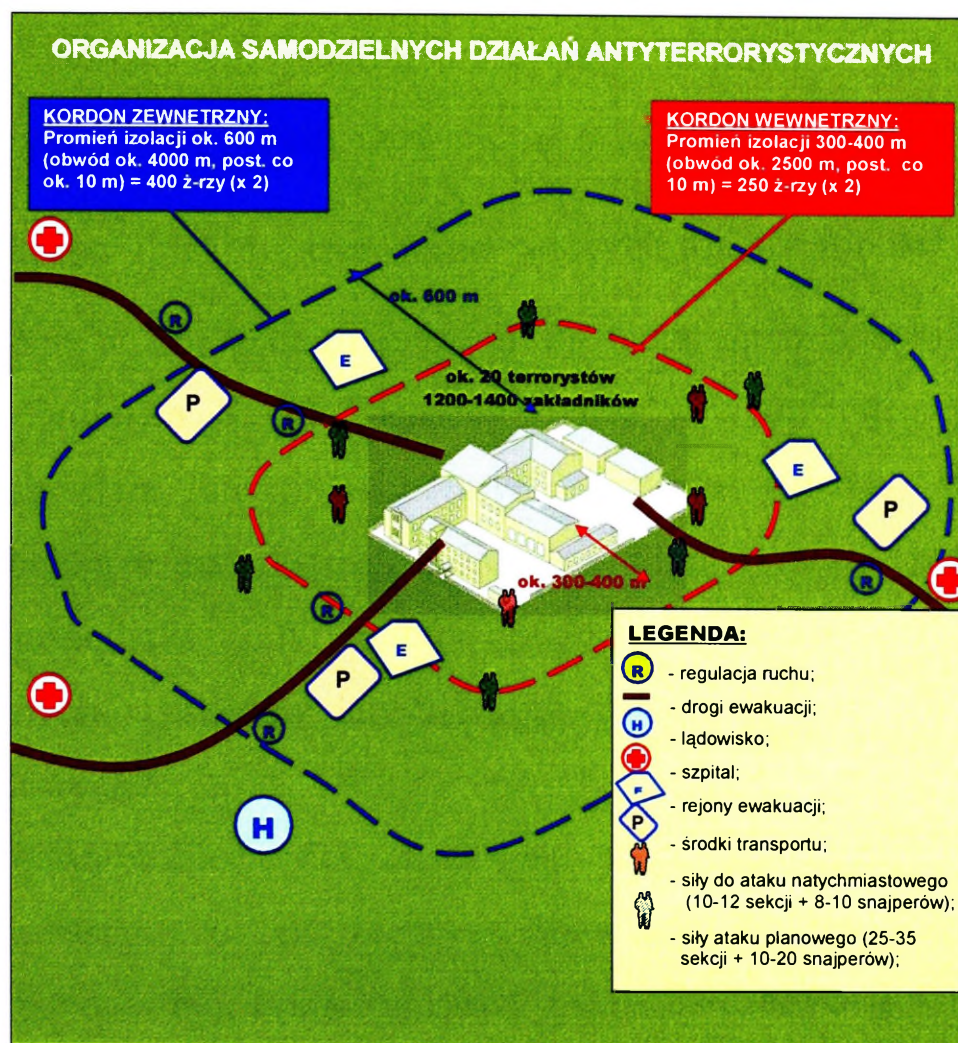 ORGANIZACJA SAMODZIELNYCH DZIAŁAŃ ANTYTERRORYSTYCZNYCH
KORDON ZEWNETRZNY:
Promień izolacji ok. 600 m
(obwód ok. 4000 m, post. co
ok. 10 m) = 400 ż-rzy (x 2)
KORDON WEWNETRZNY:
Promień izolacji 300-400 m
(obwód ok. 2500 m, post. co
10 m) = 250 ż-rzy (x 2)
ok. 600 m
R
E
ok. 20 terrorystów
1200-1400 zakładników
P
R
E
P
ok. 300-400 m
R
R
E
P
R
H
LEGENDA:
R - regulacja ruchu;
- drogi ewakuacji;
H - lądowisko;
- szpital;
E - rejony ewakuacji;
P - środki transportu;
- siły do ataku natychmiastowego
(10-12 sekcji + 8-10 snajperów);
- siły ataku planowego (25-35
sekcji + 10-20 snajperów);